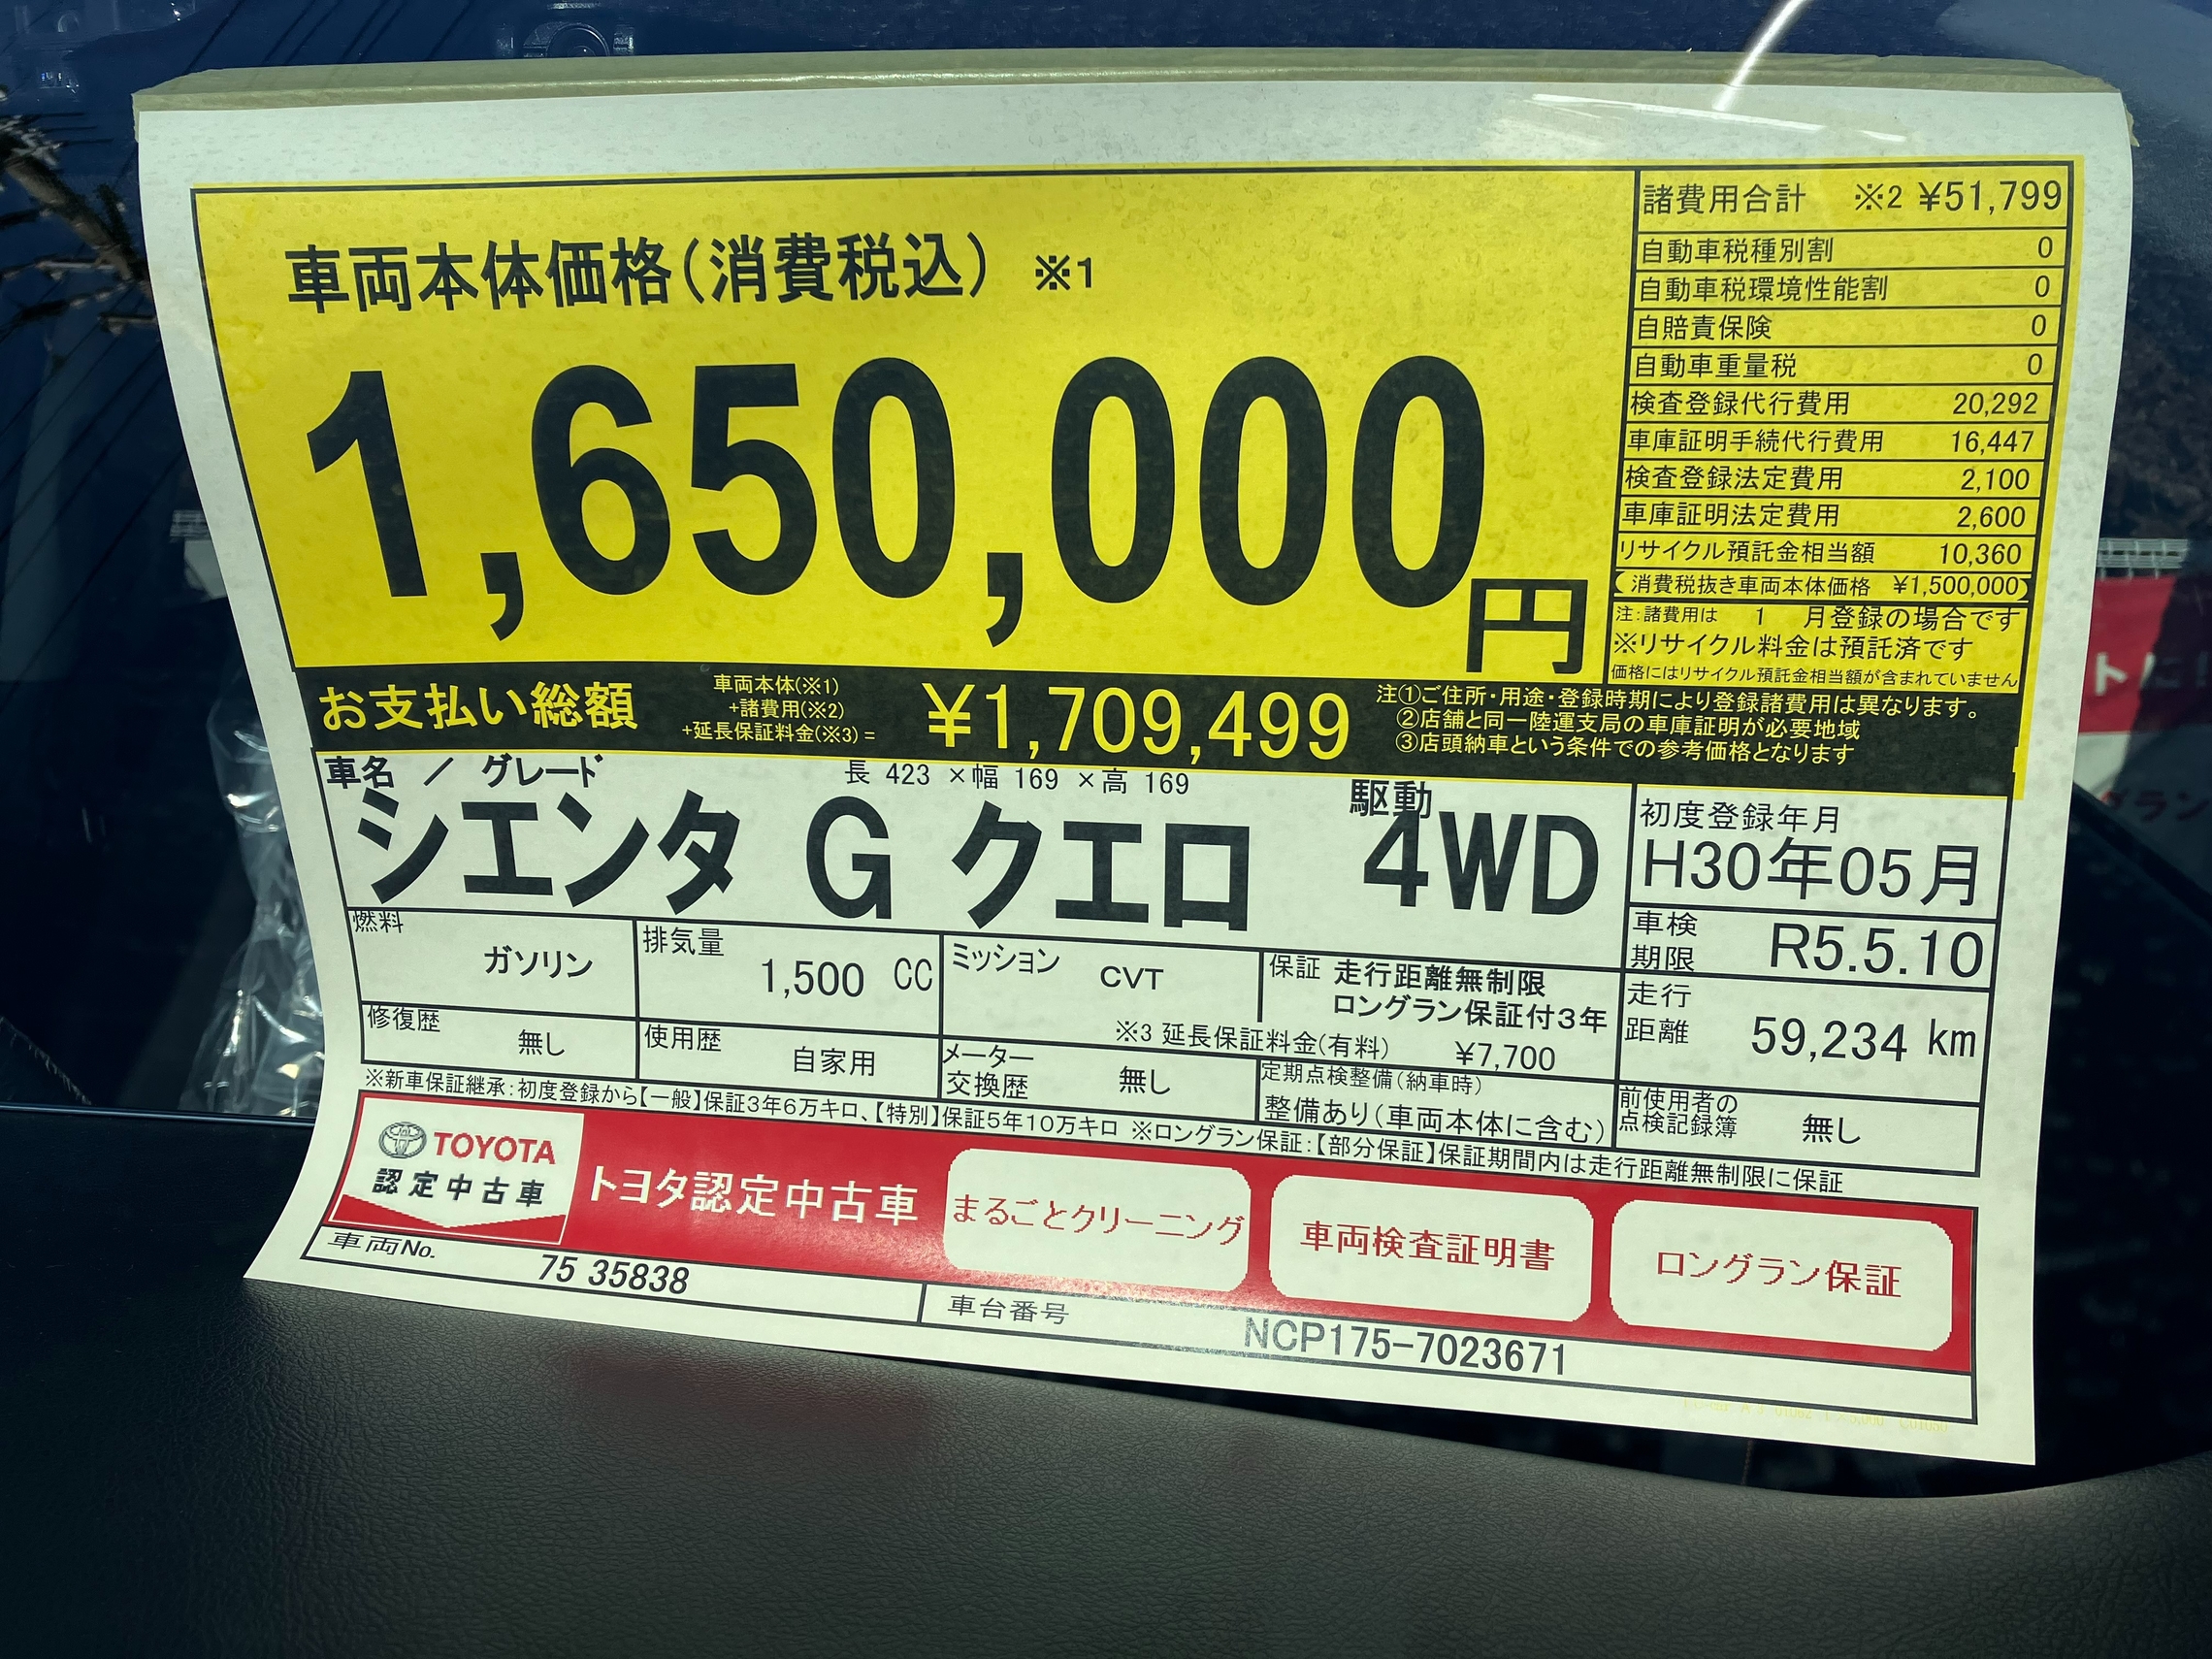 車両本体価格(消費税込) ※1
1,650,000円
諸費用合計 ※2 ¥51,799
自動車税種別割 0
自動車税環境性能割 0
自賠責保険 0
自動車重量税 0
検査登録代行費用 20,292
車庫証明手続代行費用 16,447
検査登録法定費用 2,100
車庫証明法定費用 2,600
リサイクル預託金相当額 10,360
(消費税抜き車両本体価格 ¥1,500,000)
注:諸費用は 1 月登録の場合です
※リサイクル料金は預託済です
価格にはリサイクル預託金相当額が含まれていません
お支払い総額
車両本体(※1)
+諸費用(※2)
+延長保証料金(※3)=
¥1,709,499
注①ご住所・用途・登録時期により登録諸費用は異なります。
②店舗と同一陸運支局の車庫証明が必要地域
③店頭納車という条件での参考価格となります
車名 / グレード 長 423 ×幅 169 ×高 169
シエンタ G クエロ
駆動
4WD
初度登録年月
H30年05月
車検
期限
R5.5.10
燃料
ガソリン
排気量
1,500 CC
ミッション
CVT
保証 走行距離無制限
ロングラン保証付3年
※3 延長保証料金(有料) ¥7,700
走行
距離
59,234 km
修復歴
無し
使用歴
自家用
メーター
交換歴
無し
定期点検整備(納車時)
整備あり(車両本体に含む)
前使用者の
点検記録簿
無し
※新車保証継承:初度登録から【一般】保証3年6万キロ、【特別】保証5年10万キロ ※ロングラン保証:【部分保証】保証期間内は走行距離無制限に保証
TOYOTA
認定中古車
トヨタ認定中古車
まるごとクリーニング
車両検査証明書
ロングラン保証
車両No.
75 35838
車台番号
NCP175-7023671